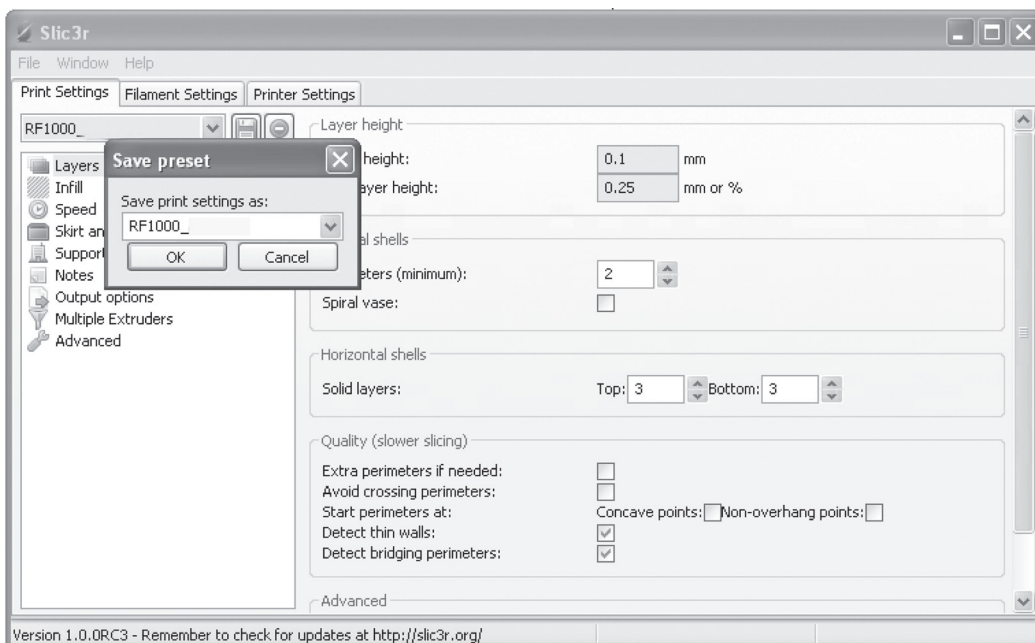 Slic3r
File Window Help
Print Settings Filament Settings Printer Settings
RF1000_
Layers
Infill
Speed
Skirt an
Support
Notes
Output options
Multiple Extruders
Advanced
Save preset
Save print settings as:
RF1000_
OK Cancel
Layer height
height: 0.1 mm
ayer height: 0.25 mm or %
al shells
eters (minimum): 2
Spiral vase:
Horizontal shells
Solid layers: Top: 3 Bottom: 3
Quality (slower slicing)
Extra perimeters if needed:
Avoid crossing perimeters:
Start perimeters at: Concave points: Non-overhang points:
Detect thin walls:
Detect bridging perimeters:
Advanced
Version 1.0.0RC3 - Remember to check for updates at http://slic3r.org/